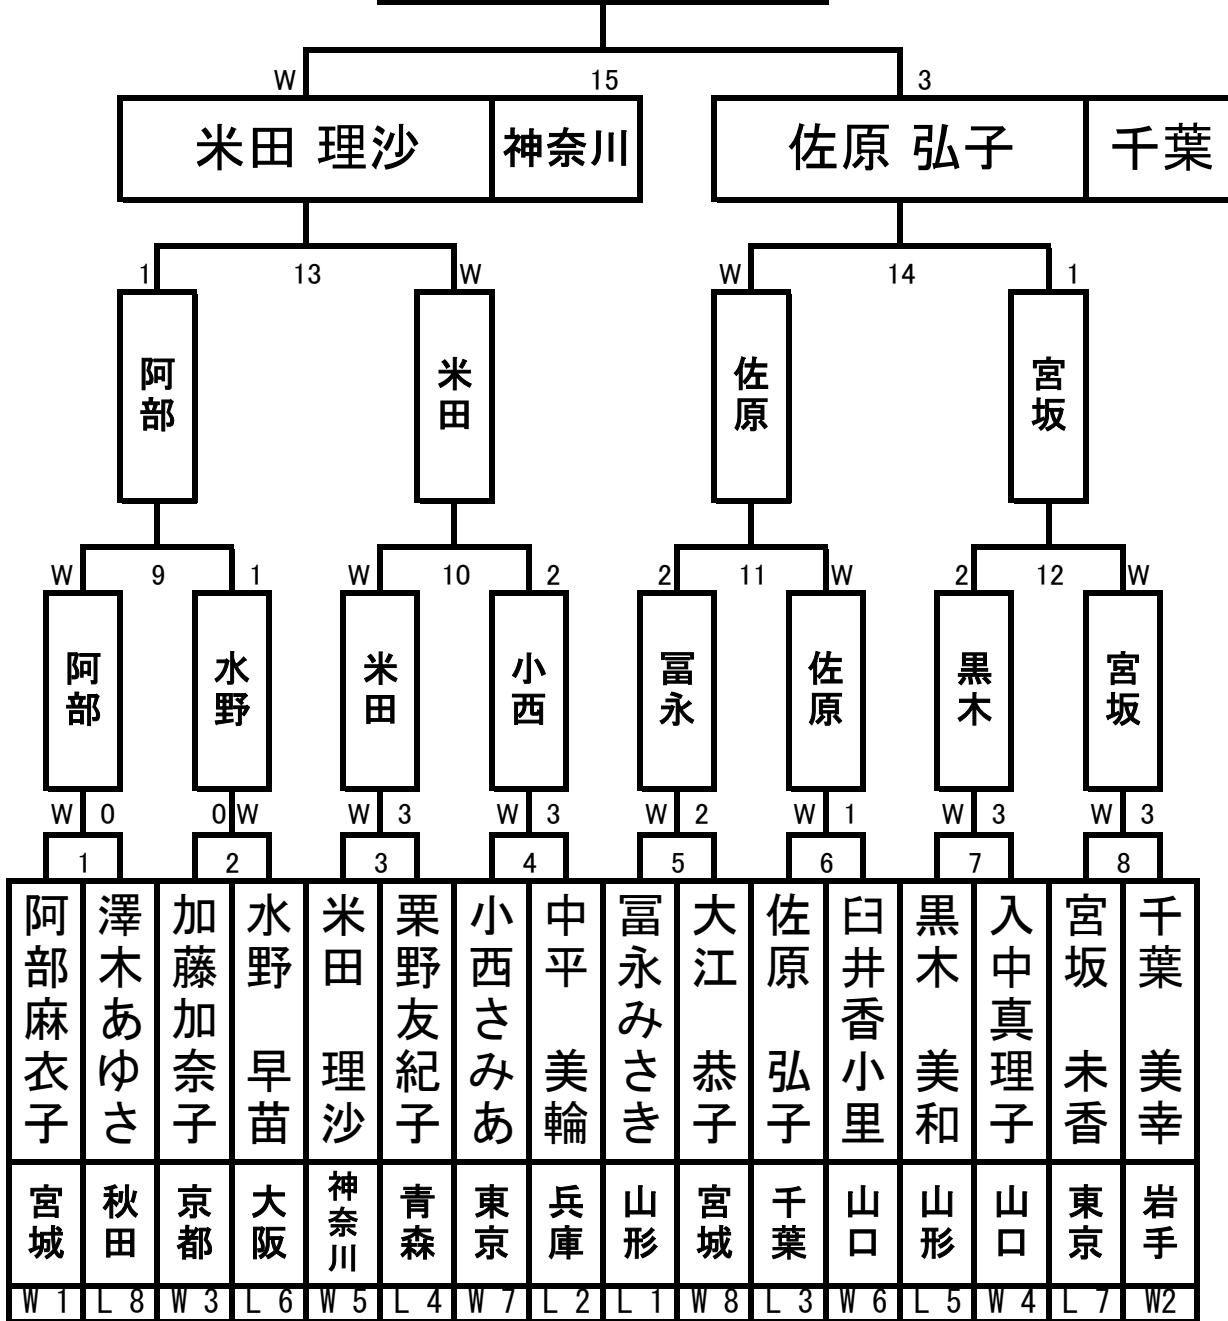 W 15 3
米田 理沙 神奈川 佐原 弘子 千葉
1 13 W W 14 1
阿部 米田 佐原 宮坂
W 9 1 W 10 2 2 11 W 2 12 W
阿部 水野 米田 小西 冨永 佐原 黒木 宮坂
W 0 0 W W 3 W 3 W 2 W 1 W 3 W 3
1 2 3 4 5 6 7 8
阿部麻衣子 澤木あゆさ 加藤加奈子 水野 早苗 米田 理沙 栗野友紀子 小西さみあ 中平 美輪 冨永みさき 大江 恭子 佐原 弘子 臼井香小里 黒木 美和 入中真理子 宮坂 未香 千葉 美幸
宮城 秋田 京都 大阪 神奈川 青森 東京 兵庫 山形 宮城 千葉 山口 山形 山口 東京 岩手
W 1 L 8 W 3 L 6 W 5 L 4 W 7 L 2 L 1 W 8 L 3 W 6 L 5 W 4 L 7 W2